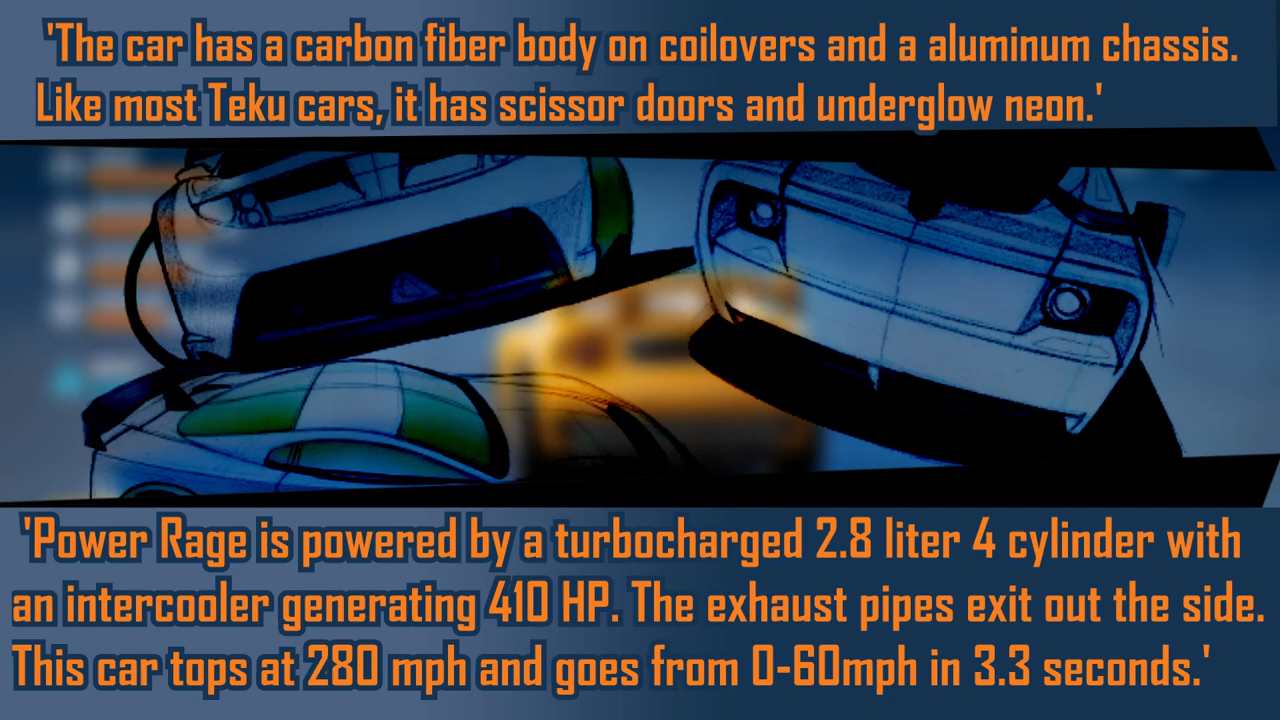 'The car has a carbon fiber body on coilovers and a aluminum chassis.
Like most Teku cars, it has scissor doors and underglow neon.'
'Power Rage is powered by a turbocharged 2.8 liter 4 cylinder with
an intercooler generating 410 HP. The exhaust pipes exit out the side.
This car tops at 280 mph and goes from 0-60mph in 3.3 seconds.'